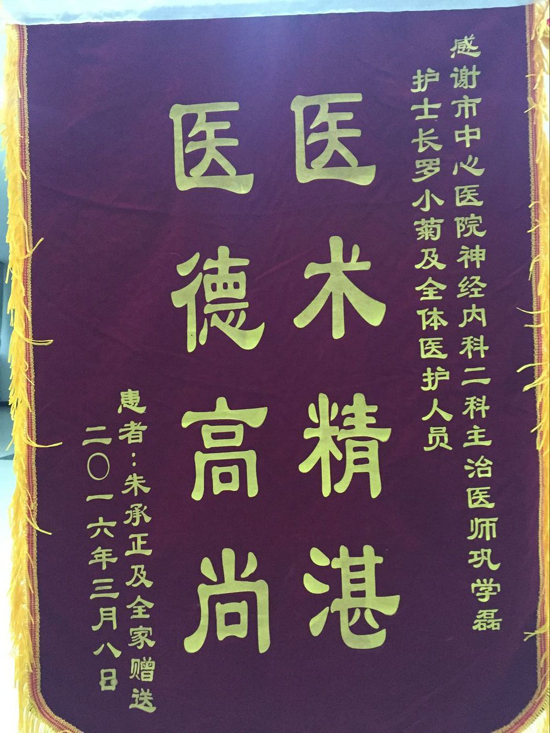 感谢市中心医院神经内科二科主治医师巩学磊
护士长罗小菊及全体医护人员
医术精湛
医德高尚
患者：朱承正及全家赠送
二〇一六年三月八日